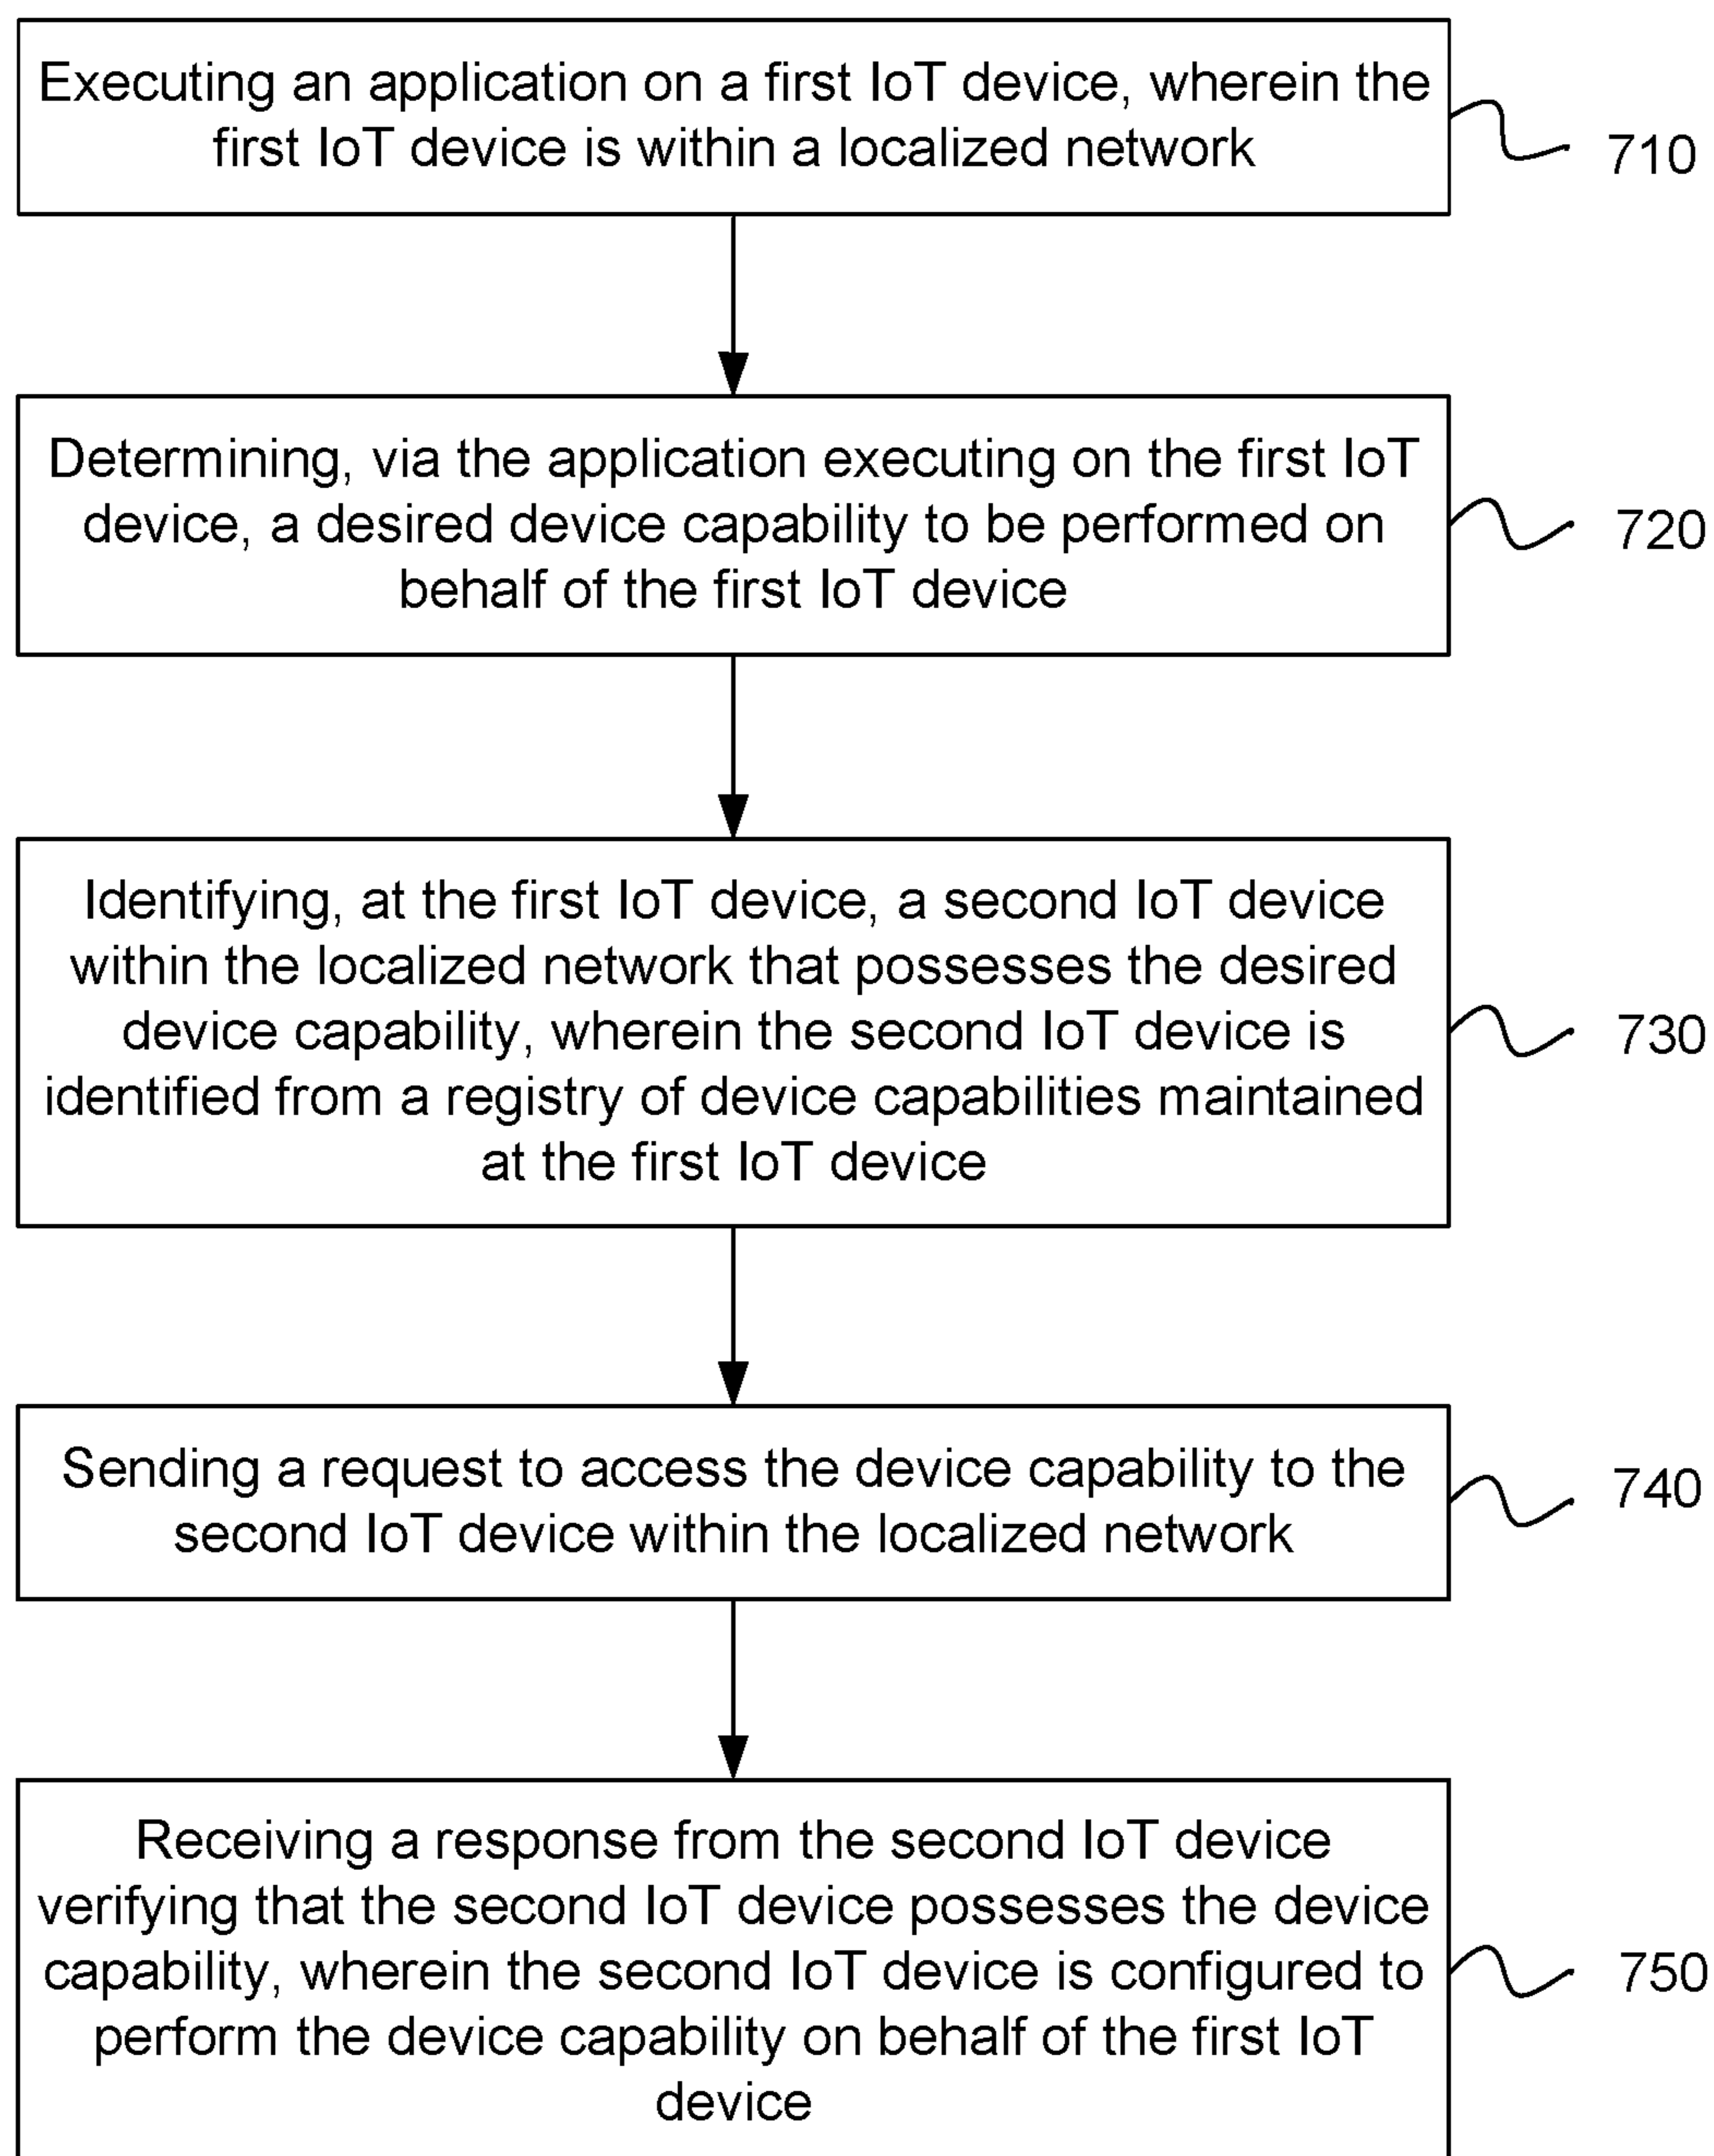 Executing an application on a first IoT device, wherein the
first IoT device is within a localized network
710
Determining, via the application executing on the first IoT
device, a desired device capability to be performed on
behalf of the first IoT device
720
Identifying, at the first IoT device, a second IoT device
within the localized network that possesses the desired
device capability, wherein the second IoT device is
identified from a registry of device capabilities maintained
at the first IoT device
730
Sending a request to access the device capability to the
second IoT device within the localized network
740
Receiving a response from the second IoT device
verifying that the second IoT device possesses the device
capability, wherein the second IoT device is configured to
perform the device capability on behalf of the first IoT
device
750